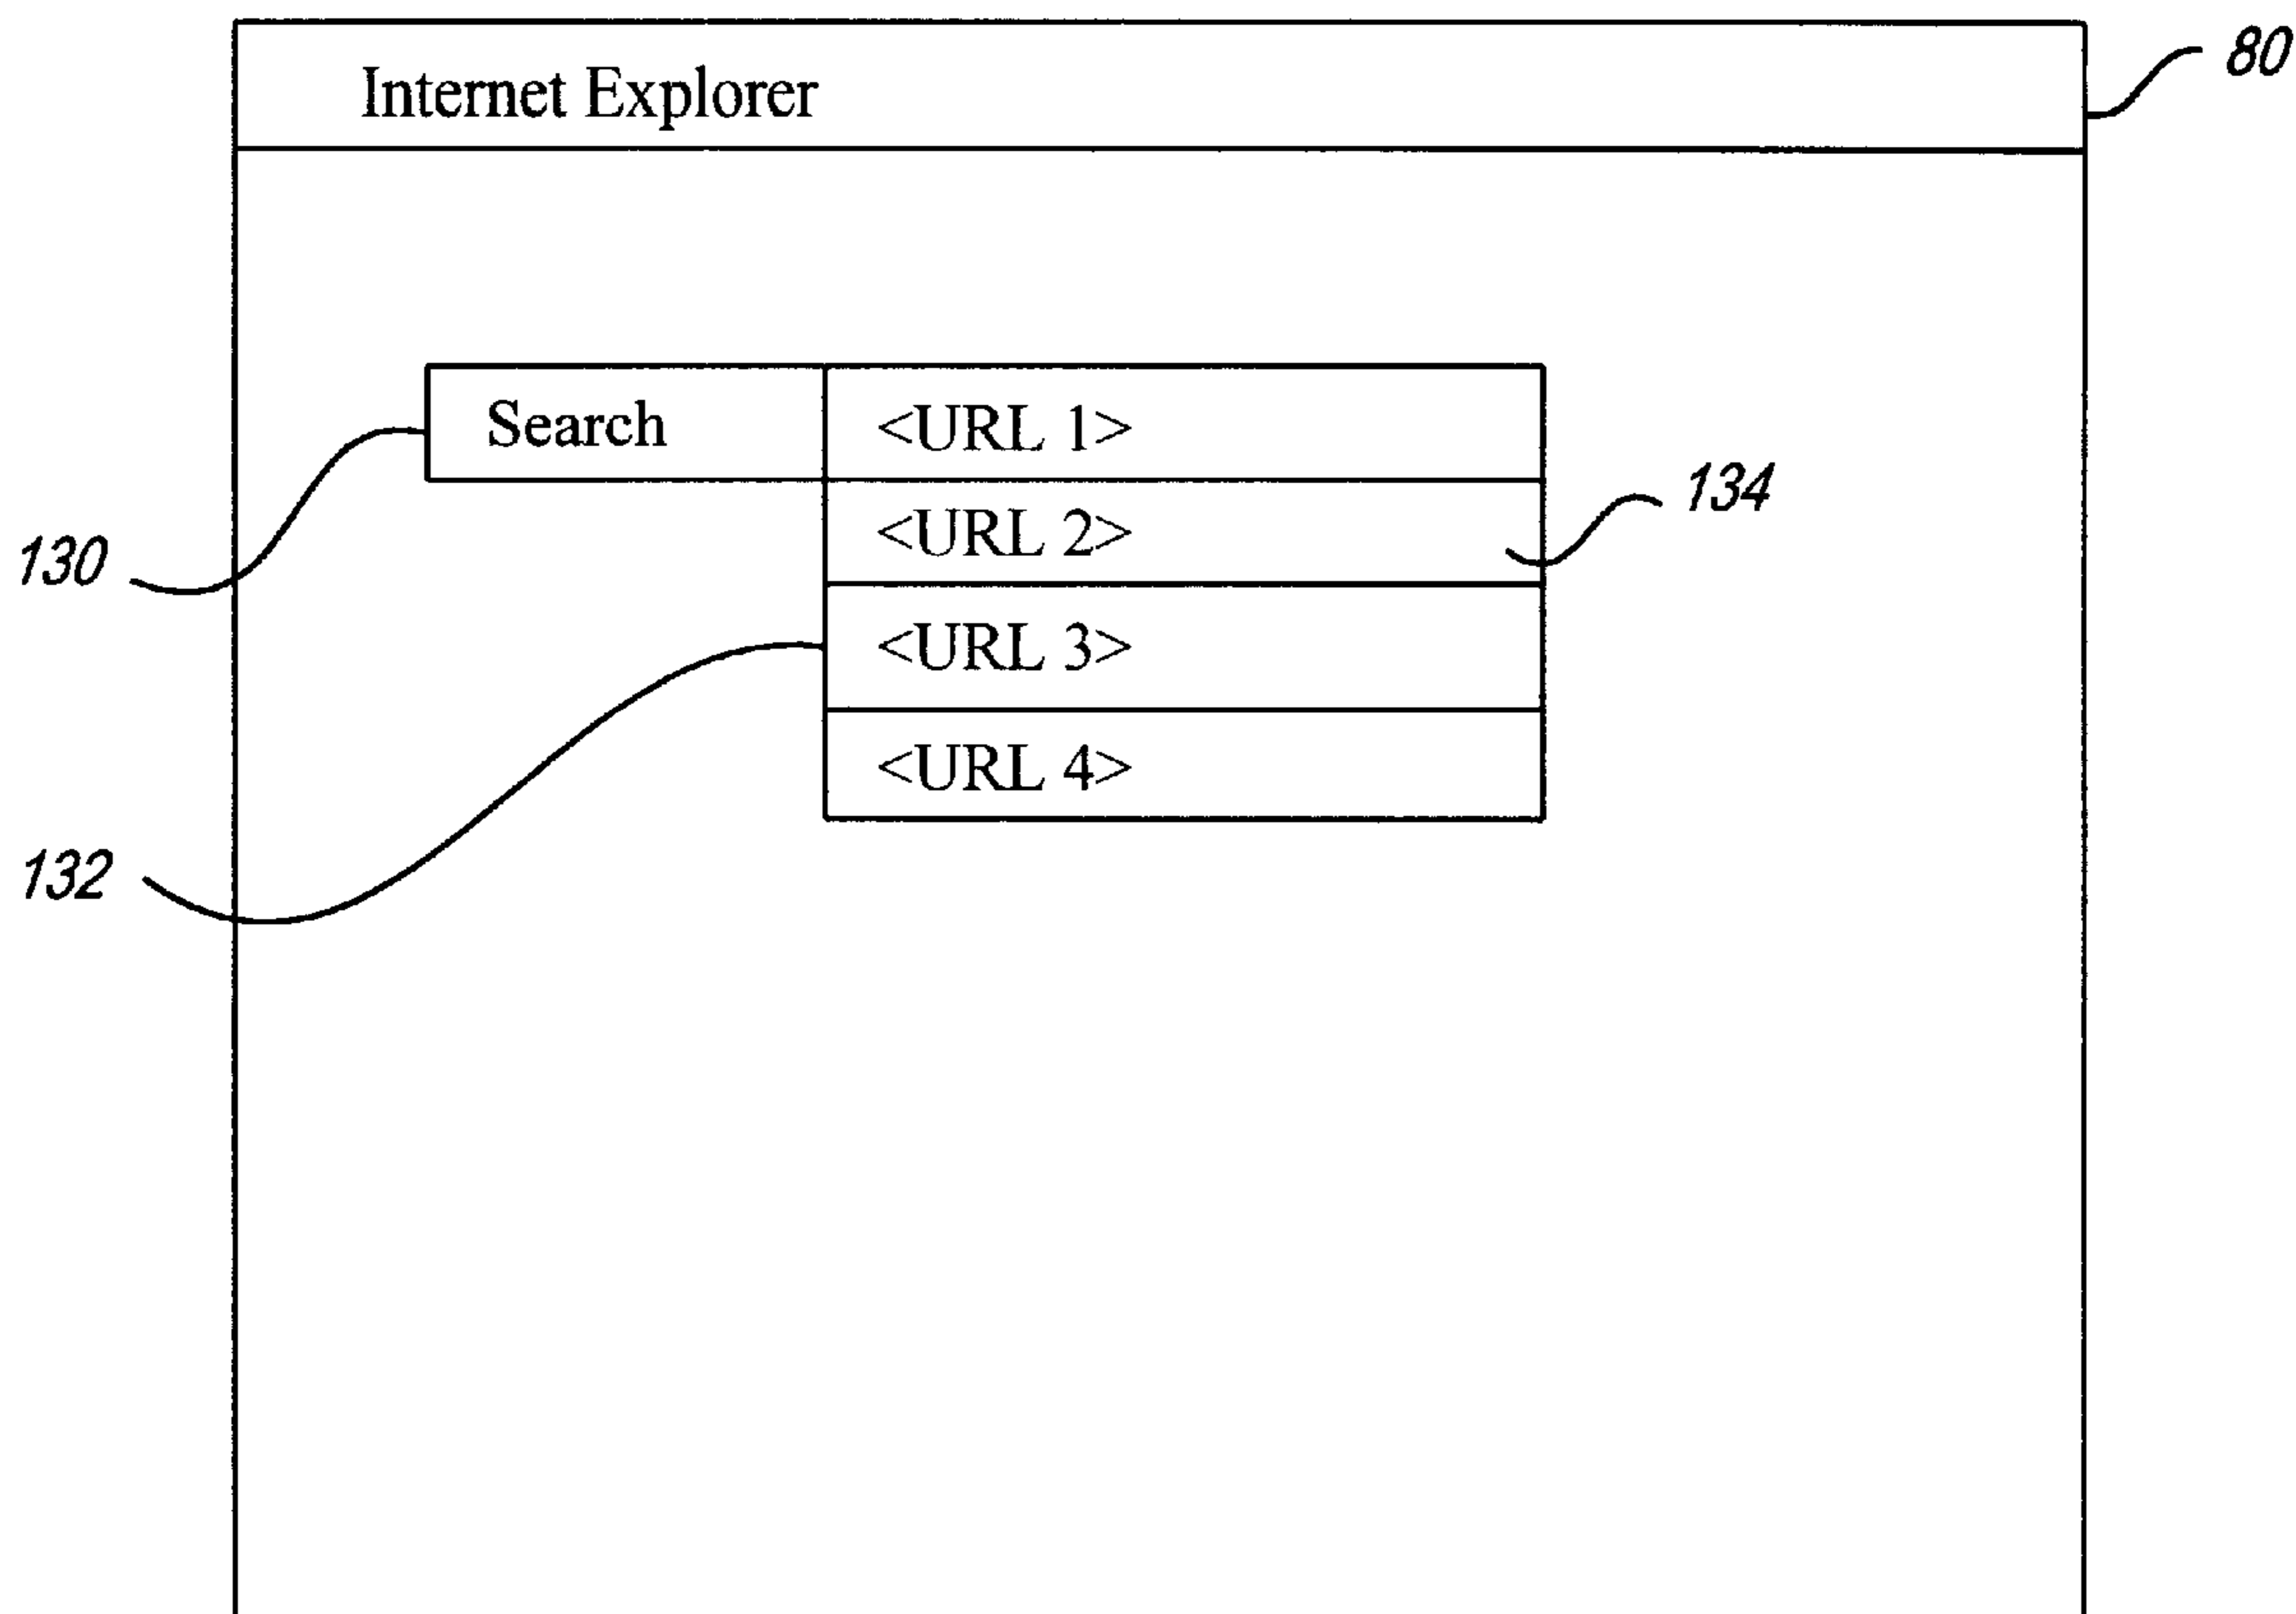 Internet Explorer
80
Search
<URL 1>
134
<URL 2>
130
<URL 3>
<URL 4>
132